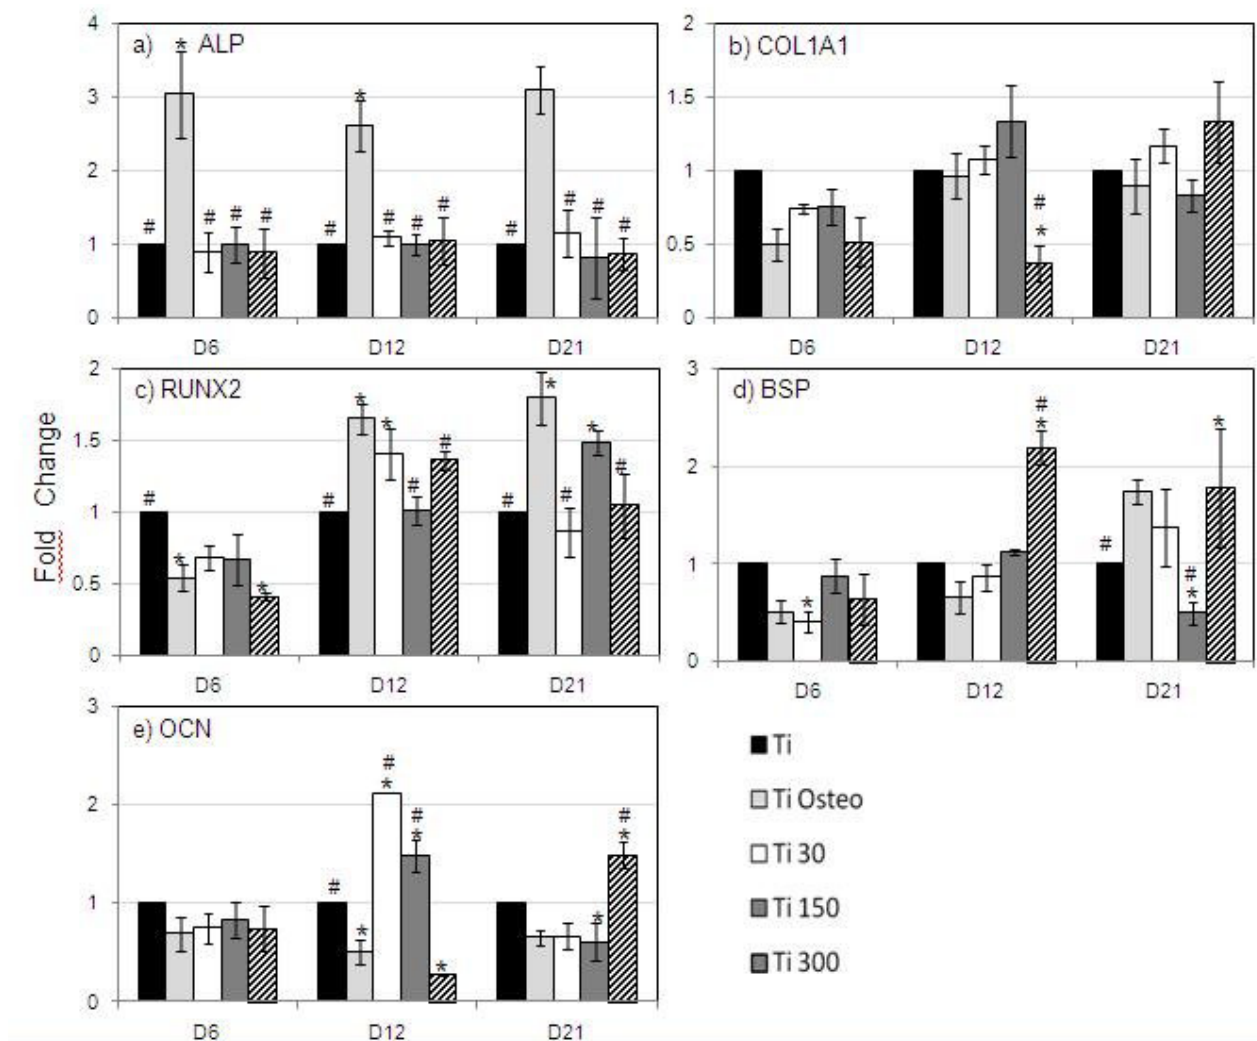 a) * ALP
4
3
2
1
0
*
# # # # #
# # # # #
D6 D12 D21
b) COL1A1
2
1.5
1
0.5
0
#
*
D6 D12 D21
Fold Change
c) RUNX2
2
1.5
1
0.5
0
# * *
# * * # #
# * # * #
D6 D12 D21
d) BSP
3
2
1
0
*
#
*
# # * *
D6 D12 D21
e) OCN
3
2
1
0
# * # * # * *
* # *
D6 D12 D21
Ti
Ti Osteo
Ti 30
Ti 150
Ti 300